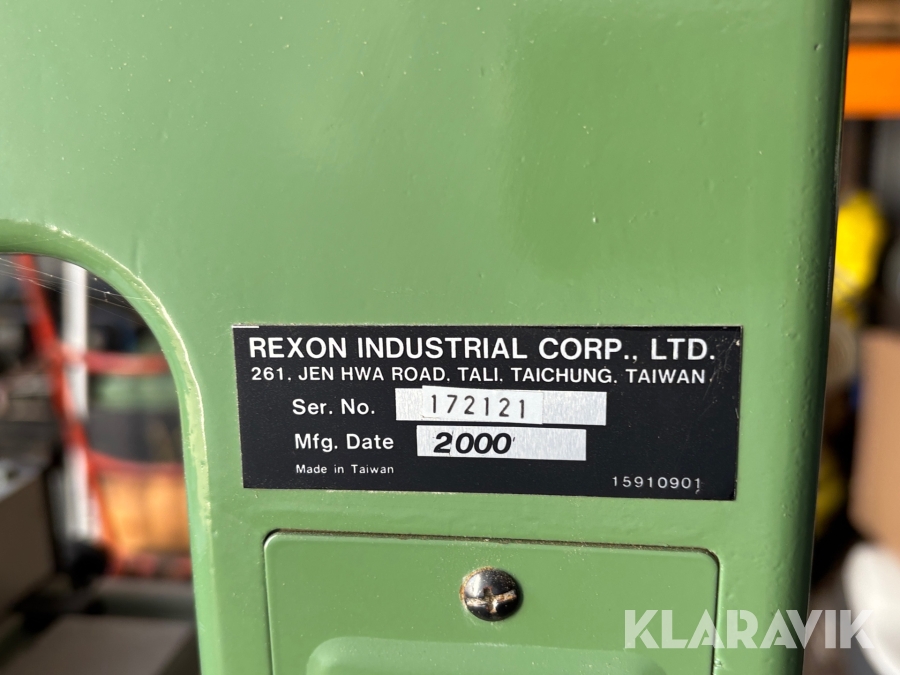 REXON INDUSTRIAL CORP., LTD.
261, JEN HWA ROAD, TALI, TAICHUNG, TAIWAN
Ser. No. 172121
Mfg. Date 2000
Made in Taiwan 15910901
KLARAVIK